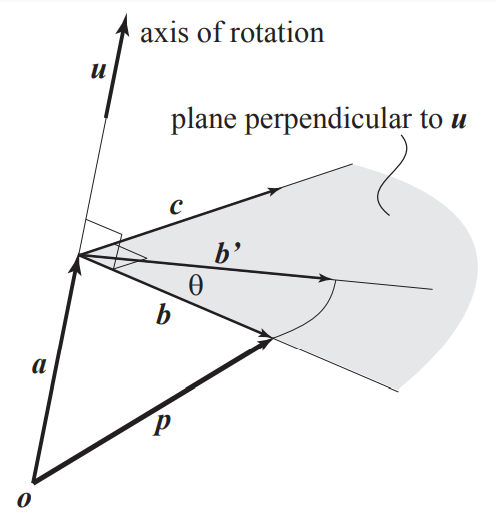 axis of rotation
u
plane perpendicular to u
c
b’
θ
b
a
p
o